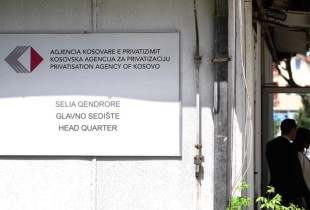 AGJENCIA KOSOVARE E PRIVATIZIMIT
KOSOVSKA AGENCIJA ZA PRIVATIZACIJU
PRIVATISATION AGENCY OF KOSOVO
SELIA QENDRORE
GLAVNO SEDIŠTE
HEAD QUARTER